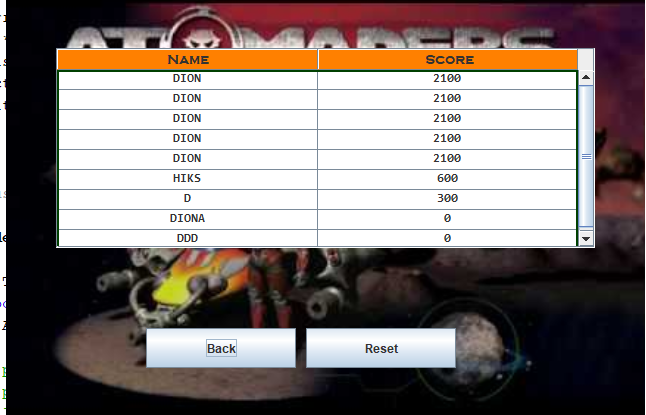 ATOMADERS
Name Score
DION 2100
DION 2100
DION 2100
DION 2100
DION 2100
HIKS 600
D 300
DIONA 0
DDD 0
Back Reset